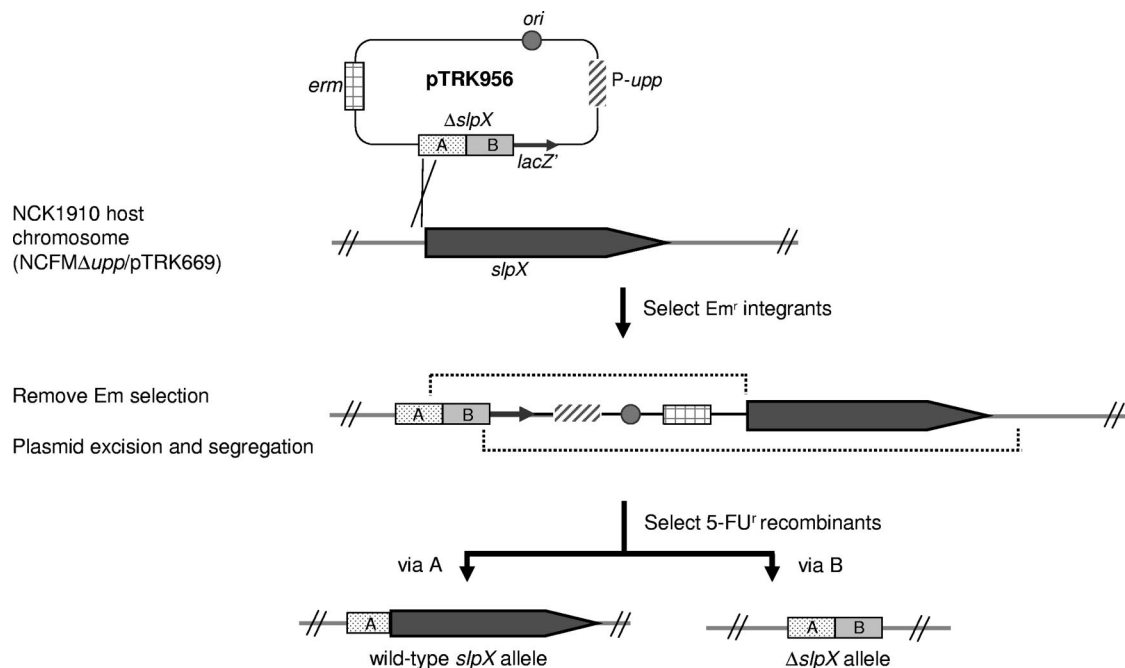 ori
erm
pTRK956
P-upp
ΔslpX
A B
lacZ'
NCK1910 host
chromosome
(NCFMΔupp/pTRK669)
slpX
Select Emʳ integrants
Remove Em selection
A B
Plasmid excision and segregation
Select 5-FUʳ recombinants
via A
via B
A
A B
wild-type slpX allele
ΔslpX allele